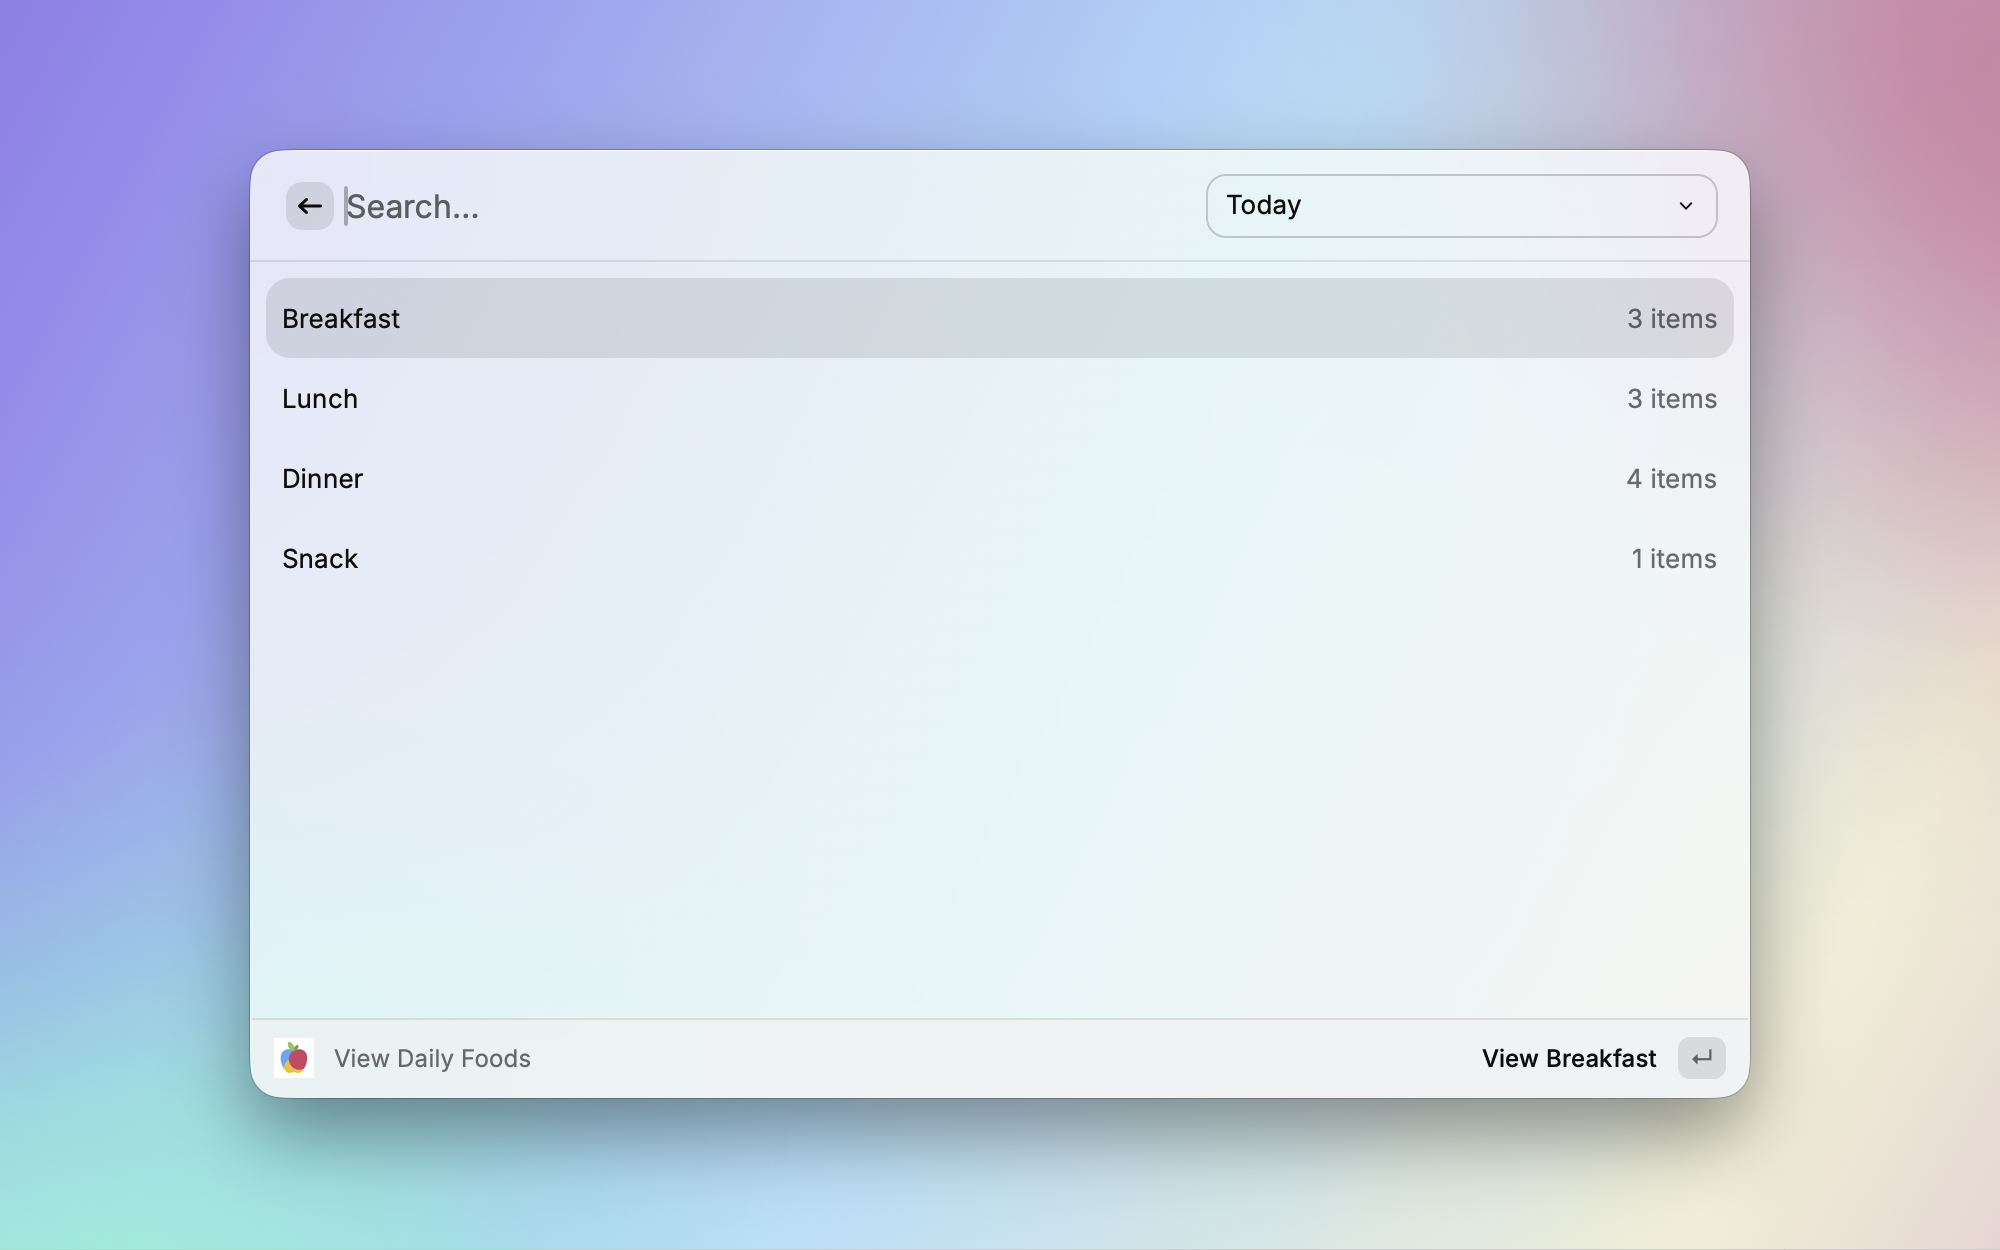 Search...
Today
Breakfast
3 items
Lunch
3 items
Dinner
4 items
Snack
1 items
View Daily Foods
View Breakfast